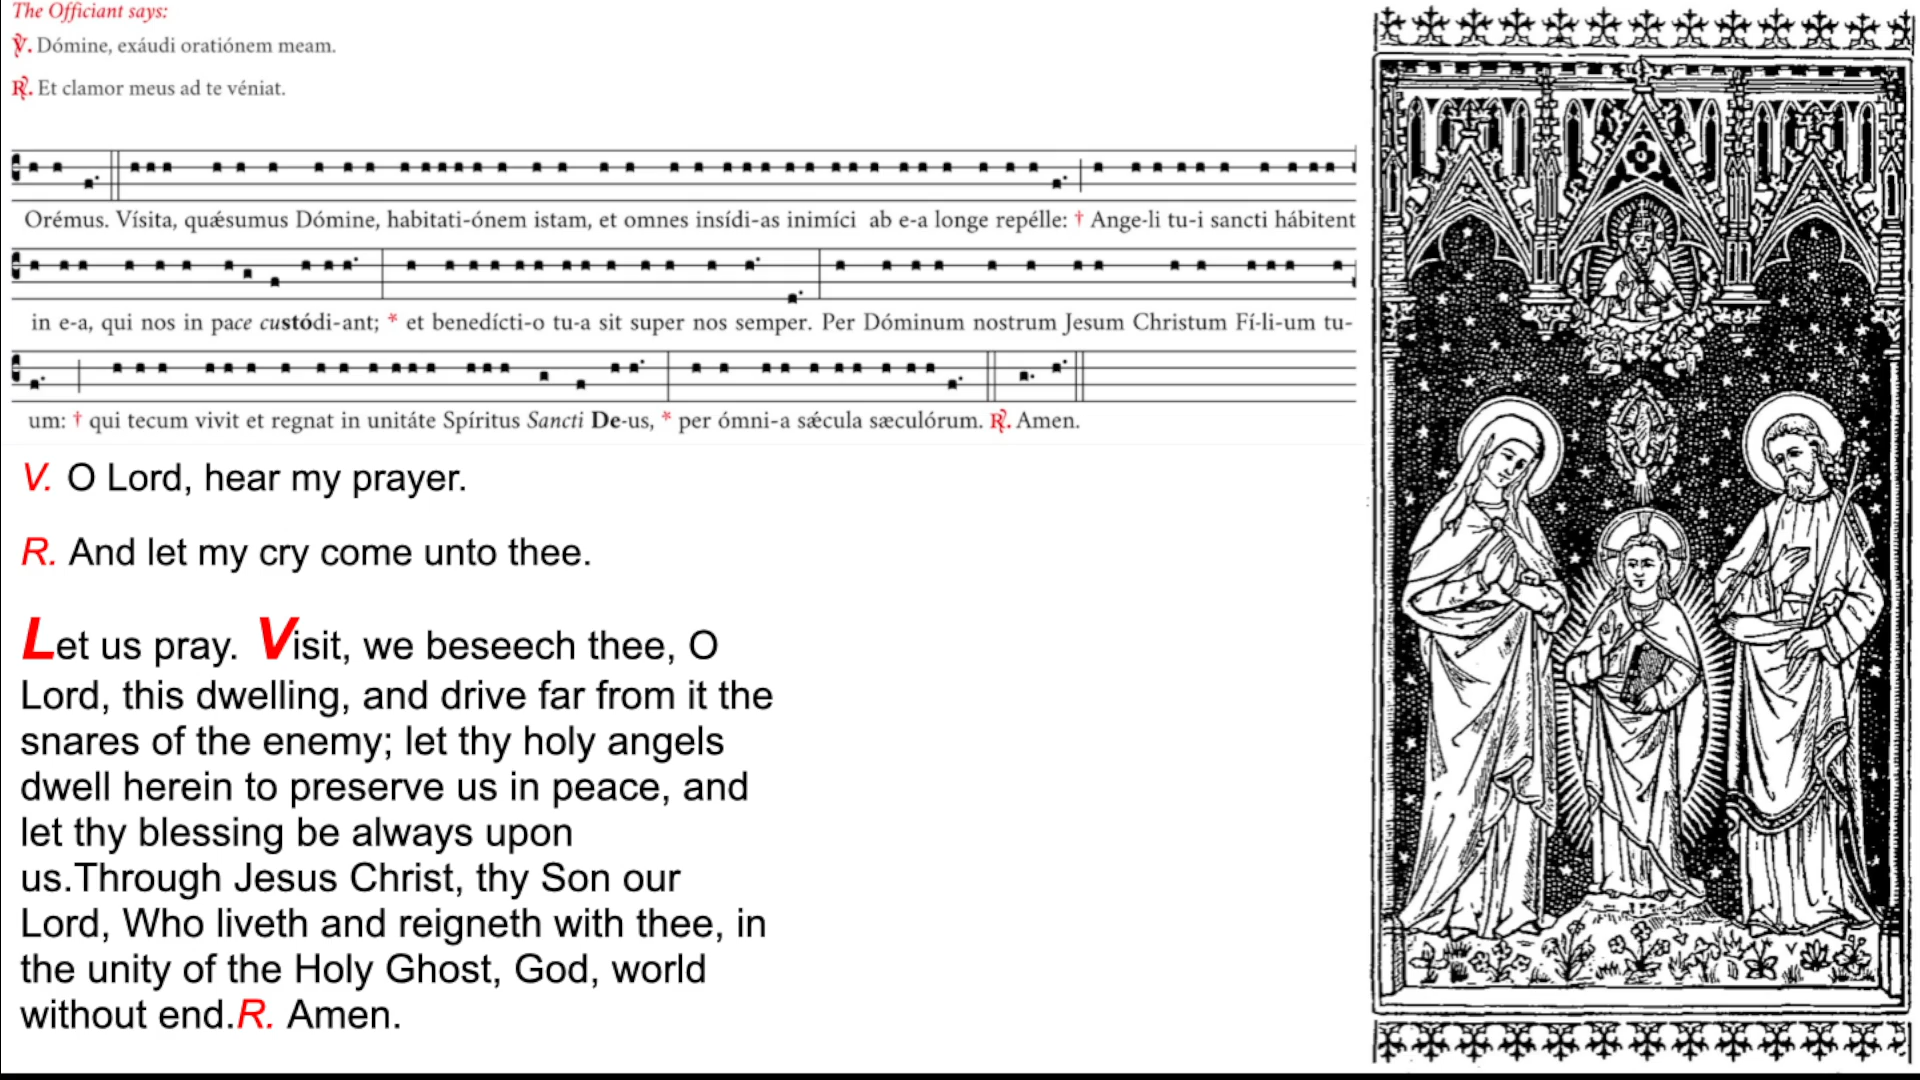 The Officiant says:
℣. Dómine, exáudi oratiónem meam.
℟. Et clamor meus ad te véniat.
Orémus. Vísita, quǽsumus Dómine, habitati-ónem istam, et omnes insídi-as inimíci ab e-a longe repélle: † Ange-li tu-i sancti hábitent
in e-a, qui nos in pace custódi-ant; * et benedícti-o tu-a sit super nos semper. Per Dóminum nostrum Jesum Christum Fí-li-um tu-
um: † qui tecum vivit et regnat in unitáte Spíritus Sancti De-us, * per ómni-a sǽcula sæculórum. ℟. Amen.
V. O Lord, hear my prayer.
R. And let my cry come unto thee.
Let us pray. Visit, we beseech thee, O
Lord, this dwelling, and drive far from it the
snares of the enemy; let thy holy angels
dwell herein to preserve us in peace, and
let thy blessing be always upon
us.Through Jesus Christ, thy Son our
Lord, Who liveth and reigneth with thee, in
the unity of the Holy Ghost, God, world
without end.R. Amen.